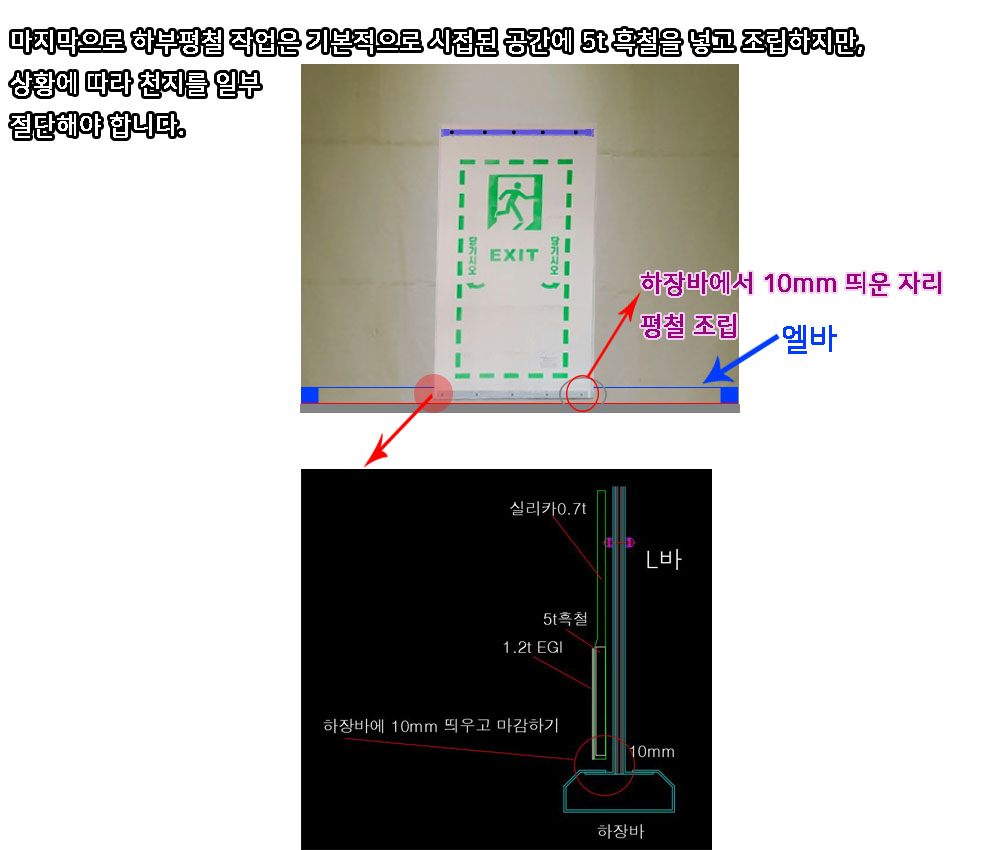 마지막으로 하부평철 작업은 기본적으로 시접된 공간에 5t 흑철을 넣고 조립하지만,
상황에 따라 천지를 일부
절단해야 합니다.
당기시오
당기시오
EXIT
하장바에서 10mm 띄운 자리
평철 조립
엘바
실리카0.7t
L바
5t흑철
1.2t EGI
하장바에 10mm 띄우고 마감하기
10mm
하장바